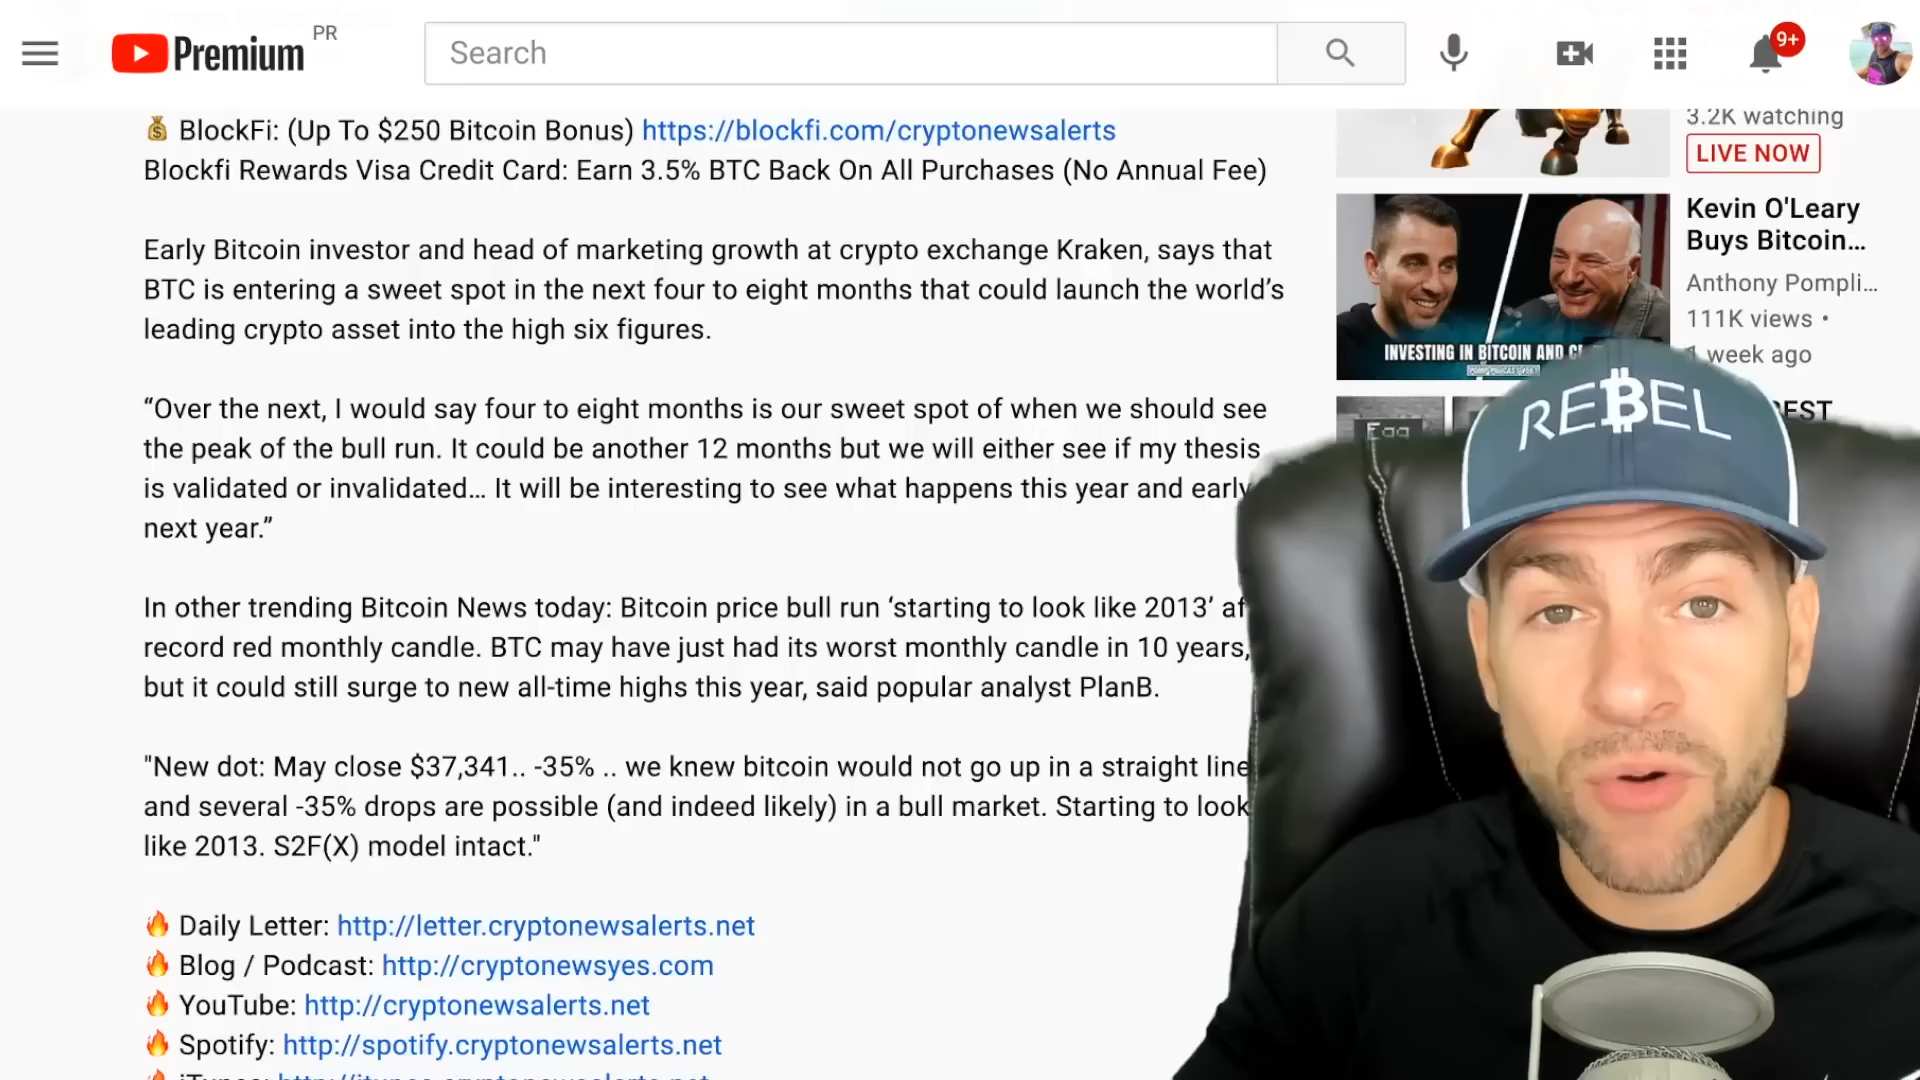 Premium PR
Search
9+
BlockFi: (Up To $250 Bitcoin Bonus) https://blockfi.com/cryptonewsalerts
Blockfi Rewards Visa Credit Card: Earn 3.5% BTC Back On All Purchases (No Annual Fee)
Early Bitcoin investor and head of marketing growth at crypto exchange Kraken, says that
BTC is entering a sweet spot in the next four to eight months that could launch the world’s
leading crypto asset into the high six figures.
“Over the next, I would say four to eight months is our sweet spot of when we should see
the peak of the bull run. It could be another 12 months but we will either see if my thesis
is validated or invalidated… It will be interesting to see what happens this year and early
next year.”
In other trending Bitcoin News today: Bitcoin price bull run ‘starting to look like 2013’ af
record red monthly candle. BTC may have just had its worst monthly candle in 10 years,
but it could still surge to new all-time highs this year, said popular analyst PlanB.
"New dot: May close $37,341.. -35% .. we knew bitcoin would not go up in a straight line
and several -35% drops are possible (and indeed likely) in a bull market. Starting to look
like 2013. S2F(X) model intact."
🔥 Daily Letter: http://letter.cryptonewsalerts.net
🔥 Blog / Podcast: http://cryptonewsyes.com
🔥 YouTube: http://cryptonewsalerts.net
🔥 Spotify: http://spotify.cryptonewsalerts.net
3.2K watching
LIVE NOW
Kevin O'Leary
Buys Bitcoin...
Anthony Pompli...
111K views •
1 week ago
INVESTING IN BITCOIN AND
Egg
REBEL